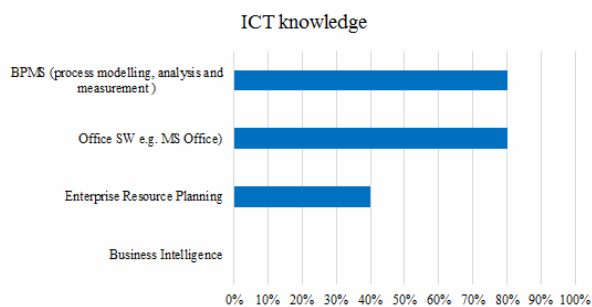 ICT knowledge
BPMS (process modelling, analysis and
measurement )
Office SW e.g. MS Office)
Enterprise Resource Planning
Business Intelligence
0% 10% 20% 30% 40% 50% 60% 70% 80% 90% 100%